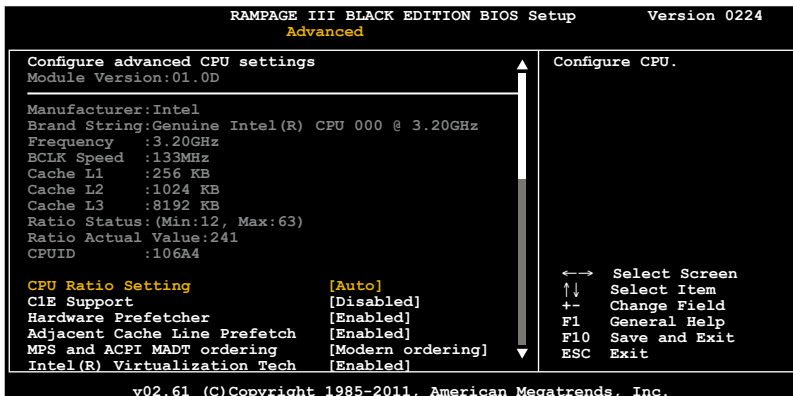 RAMPAGE III BLACK EDITION BIOS Setup Version 0224
Advanced
Configure advanced CPU settings
Module Version:01.0D
Manufacturer:Intel
Brand String:Genuine Intel(R) CPU 000 @ 3.20GHz
Frequency :3.20GHz
BCLK Speed :133MHz
Cache L1 :256 KB
Cache L2 :1024 KB
Cache L3 :8192 KB
Ratio Status:(Min:12, Max:63)
Ratio Actual Value:241
CPUID :106A4
CPU Ratio Setting [Auto]
C1E Support [Disabled]
Hardware Prefetcher [Enabled]
Adjacent Cache Line Prefetch [Enabled]
MPS and ACPI MADT ordering [Modern ordering]
Intel(R) Virtualization Tech [Enabled]
Configure CPU.
←→ Select Screen
↑↓ Select Item
+- Change Field
F1 General Help
F10 Save and Exit
ESC Exit
v02.61 (C)Copyright 1985-2011, American Megatrends, Inc.